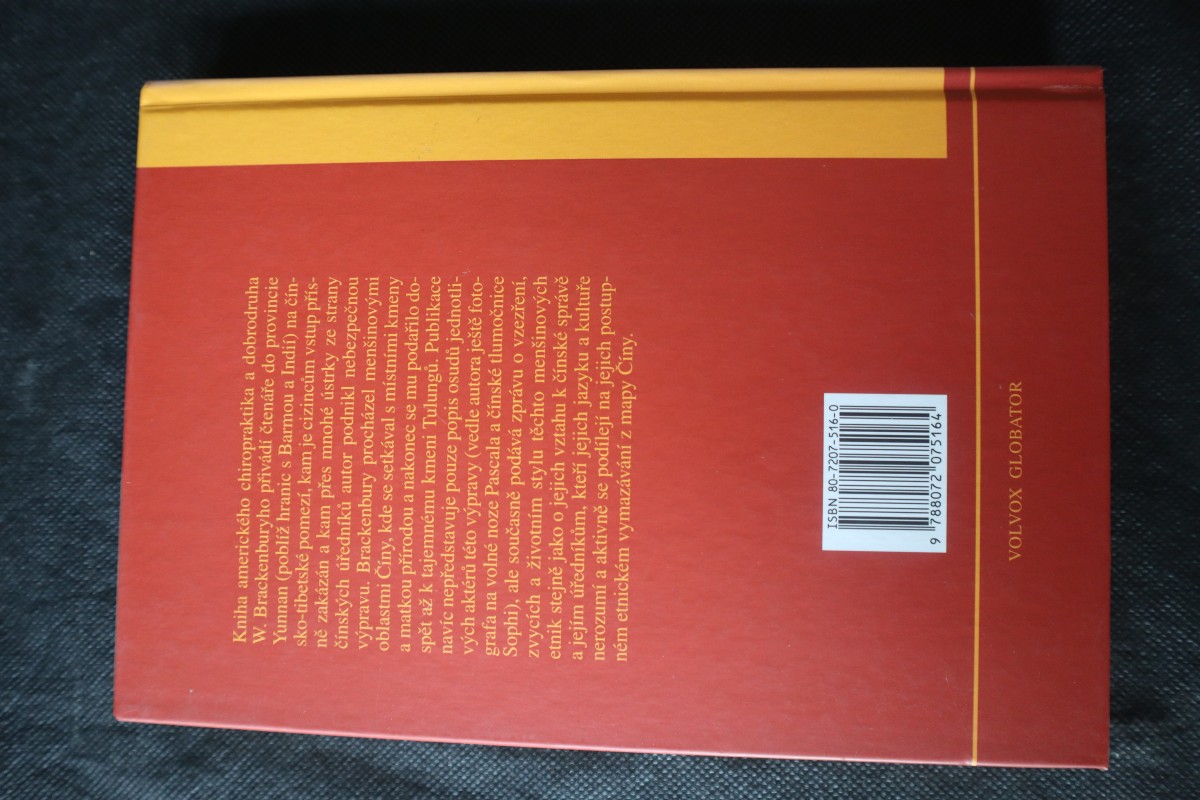 Kniha amerického chiropraktika a dobrodruha
W. Brackenburyho přivádí čtenáře do provincie
Yunnan (poblíž hranic s Barmou a Indií) na čín-
sko-tibetské pomezí, kam je cizincům vstup přís-
ně zakázán a kam přes mnohé ústrky ze strany
čínských úředníků autor podnikl nebezpečnou
výpravu. Brackenbury procházel menšinovými
oblastmi Číny, kde se setkával s místními kmeny
a matkou přírodou a nakonec se mu podařilo do-
spět až k tajemnému kmeni Tulungů. Publikace
navíc nepředstavuje pouze popis osudů jednotli-
vých aktérů této výpravy (vedle autora ještě foto-
grafa na volné noze Pascala a čínské tlumočnice
Sophi), ale současně podává zprávu o vzezření,
zvycích a životním stylu těchto menšinových
etnik stejně jako o jejich vztahu k čínské správě
a jejím úředníkům, kteří jejich jazyku a kultuře
nerozumí a aktivně se podílejí na jejich postup-
ném etnickém vymazávání z mapy Číny.
ISBN 80-7207-516-0
9 788072 075164
VOLVOX GLOBATOR